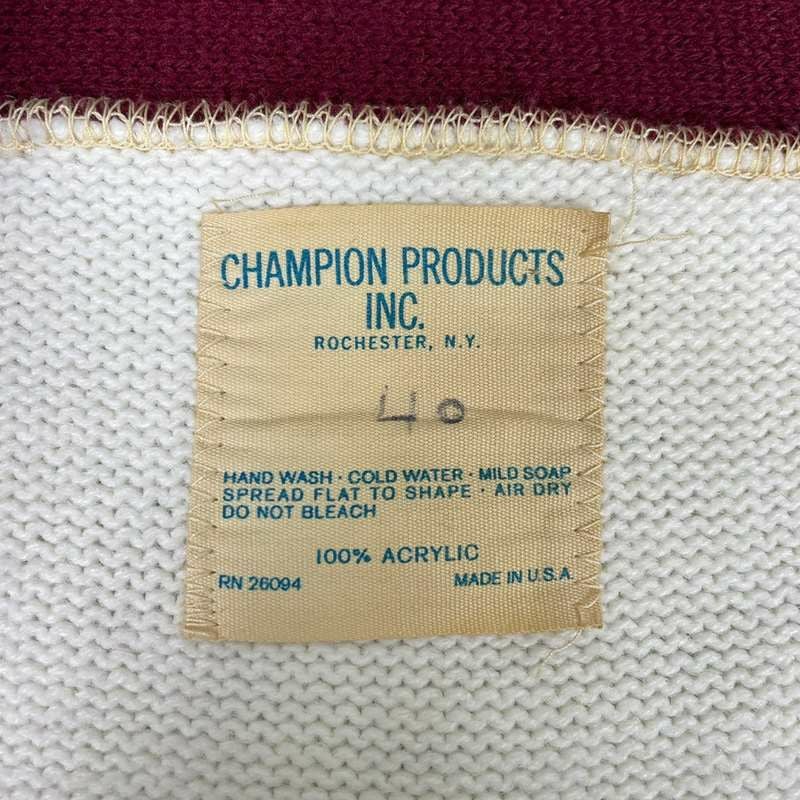 CHAMPION PRODUCTS
INC.
ROCHESTER, N.Y.
40
HAND WASH · COLD WATER · MILD SOAP
SPREAD FLAT TO SHAPE · AIR DRY
DO NOT BLEACH
100% ACRYLIC
RN 26094 MADE IN U.S.A.